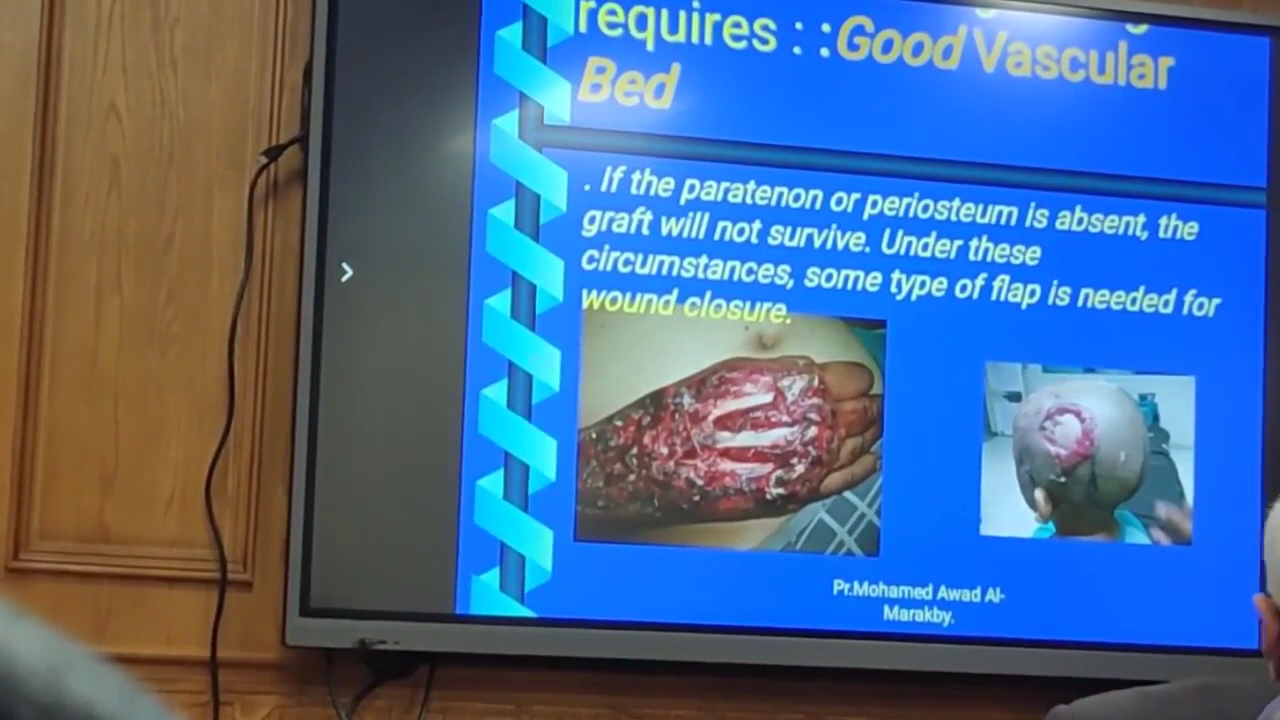 requires : :Good Vascular
Bed
. If the paratenon or periosteum is absent, the
graft will not survive. Under these
circumstances, some type of flap is needed for
wound closure.
Pr.Mohamed Awad Al-
Marakby.